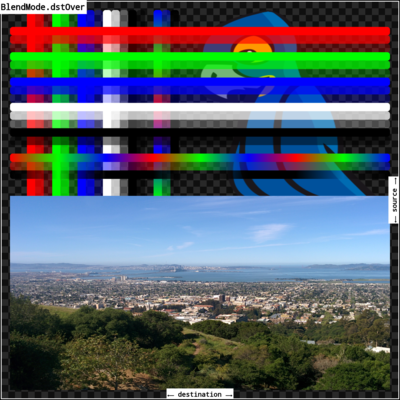 BlendMode.dstOver
source →
←
← destination →